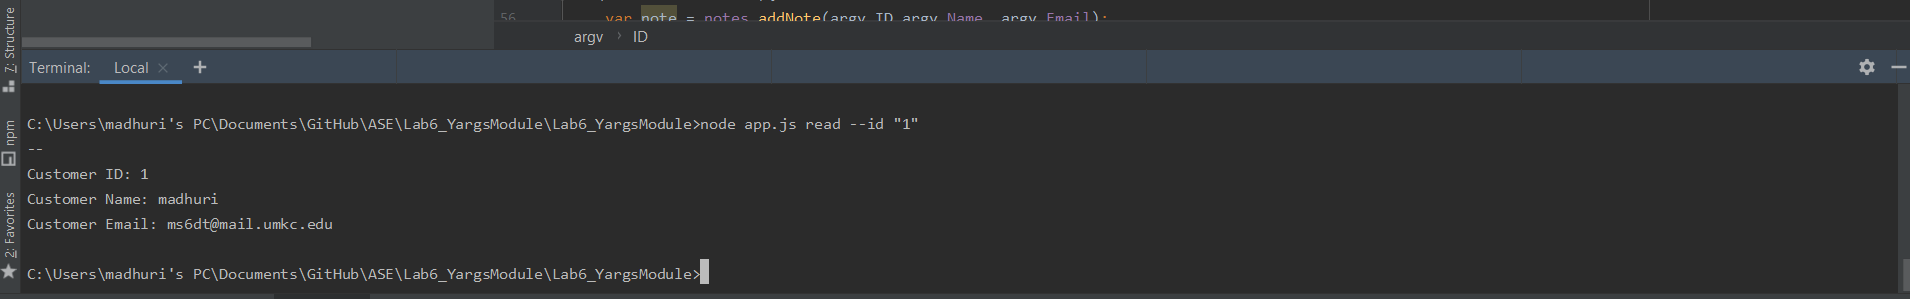 56 var note = notes.addNote(argv.ID,argv.Name, argv.Email);
argv › ID
7: Structure
npm
2: Favorites
Terminal: Local × +
C:\Users\madhuri's PC\Documents\GitHub\ASE\Lab6_YargsModule\Lab6_YargsModule>node app.js read --id "1"
--
Customer ID: 1
Customer Name: madhuri
Customer Email: ms6dt@mail.umkc.edu
C:\Users\madhuri's PC\Documents\GitHub\ASE\Lab6_YargsModule\Lab6_YargsModule>